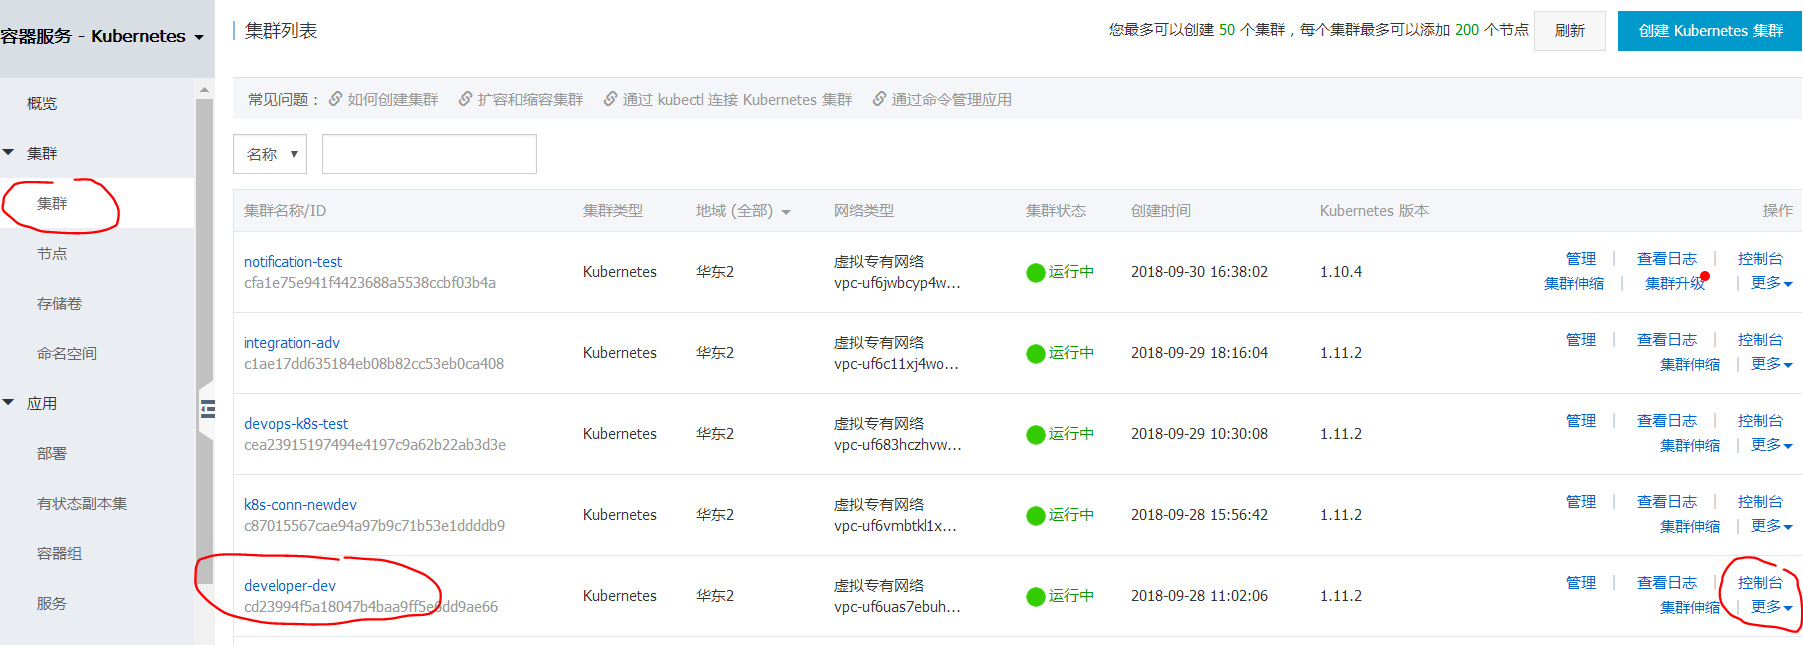 容器服务 - Kubernetes
概览
集群
集群
节点
存储卷
命名空间
应用
部署
有状态副本集
容器组
服务
集群列表
您最多可以创建 50 个集群，每个集群最多可以添加 200 个节点 刷新 创建 Kubernetes 集群
常见问题： 如何创建集群 扩容和缩容集群 通过 kubectl 连接 Kubernetes 集群 通过命令管理应用
名称
集群名称/ID 集群类型 地域 (全部) 网络类型 集群状态 创建时间 Kubernetes 版本 操作
notification-test
cfa1e75e941f4423688a5538ccbf03b4a
Kubernetes 华东2
虚拟专有网络
vpc-uf6jwbcyp4w...
运行中 2018-09-30 16:38:02 1.10.4
管理 查看日志 控制台
集群伸缩 集群升级 更多
integration-adv
c1ae17dd635184eb08b82cc53eb0ca408
Kubernetes 华东2
虚拟专有网络
vpc-uf6c11xj4wo...
运行中 2018-09-29 18:16:04 1.11.2
管理 查看日志 控制台
集群伸缩 更多
devops-k8s-test
cea23915197494e4197c9a62b22ab3d3e
Kubernetes 华东2
虚拟专有网络
vpc-uf683hczhvw...
运行中 2018-09-29 10:30:08 1.11.2
管理 查看日志 控制台
集群伸缩 更多
k8s-conn-newdev
c87015567cae94a97b9c71b53e1ddddb9
Kubernetes 华东2
虚拟专有网络
vpc-uf6vmbtkl1x...
运行中 2018-09-28 15:56:42 1.11.2
管理 查看日志 控制台
集群伸缩 更多
developer-dev
cd23994f5a18047b4baa9ff5e6dd9ae66
Kubernetes 华东2
虚拟专有网络
vpc-uf6uas7ebuh...
运行中 2018-09-28 11:02:06 1.11.2
管理 查看日志 控制台
集群伸缩 更多